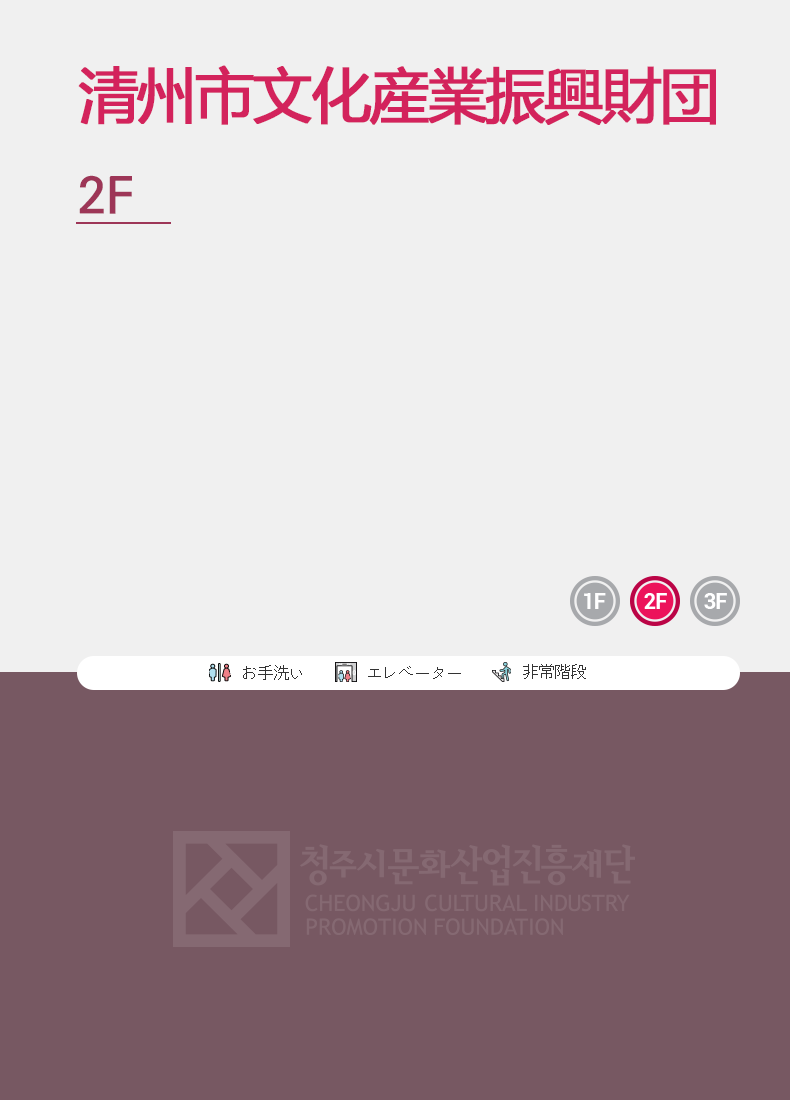 清州市文化産業振興財団
2F
1F 2F 3F
お手洗い エレベーター 非常階段
청주시문화산업진흥재단
CHEONGJU CULTURAL INDUSTRY
PROMOTION FOUNDATION